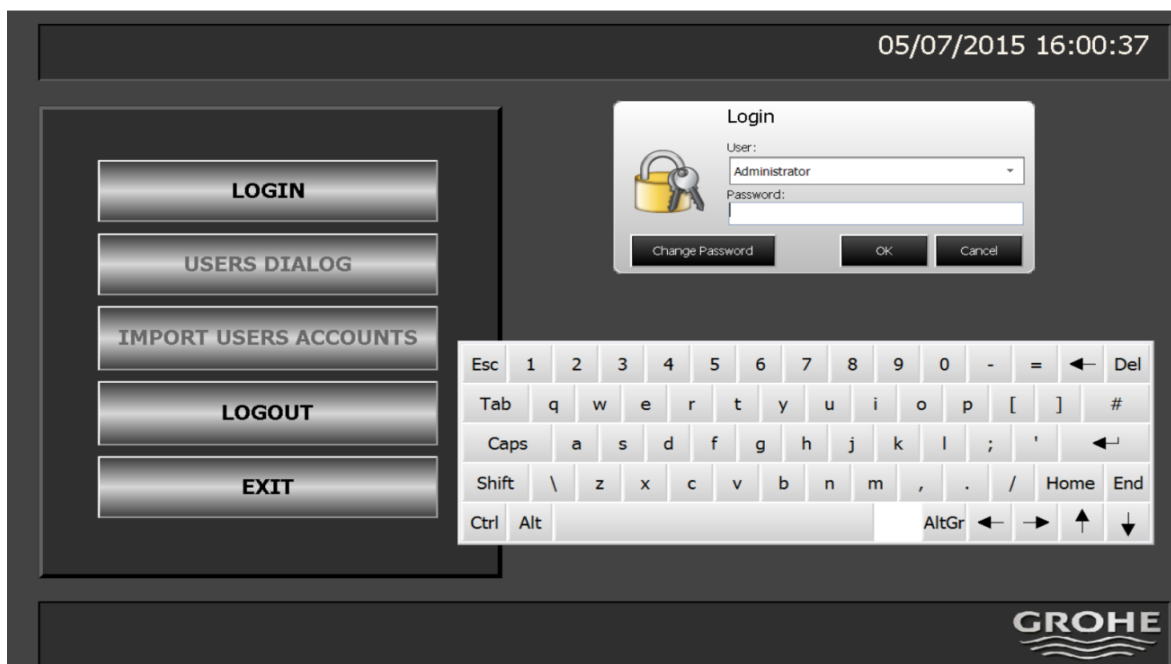 05/07/2015 16:00:37
LOGIN
USERS DIALOG
IMPORT USERS ACCOUNTS
LOGOUT
EXIT
Login
User:
Administrator
Password:
Change Password OK Cancel
Esc 1 2 3 4 5 6 7 8 9 0 - = Del
Tab q w e r t y u i o p [ ] #
Caps a s d f g h j k l ; '
Shift \ z x c v b n m , . / Home End
Ctrl Alt AltGr
GROHE